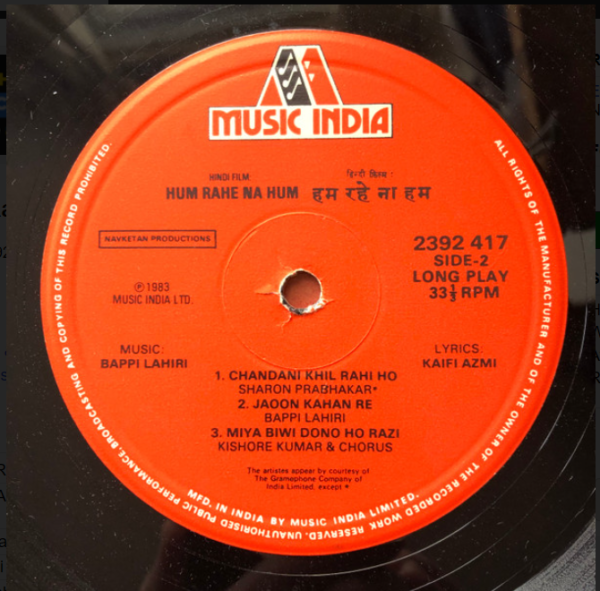 MUSIC INDIA
HINDI FILM
हिन्दी फ़िल्म :
HUM RAHE NA HUM हम रहे ना हम
NAVKETAN PRODUCTIONS
2392 417
SIDE-2
LONG PLAY
33⅓ RPM
Ⓟ 1983
MUSIC INDIA LTD.
MUSIC:
BAPPI LAHIRI
LYRICS:
KAIFI AZMI
1. CHANDANI KHIL RAHI HO
SHARON PRABHAKAR*
2. JAOON KAHAN RE
BAPPI LAHIRI
3. MIYA BIWI DONO HO RAZI
KISHORE KUMAR & CHORUS
The artistes appear by courtesy of
The Gramophone Company of
India Limited, except *
MFD. IN INDIA BY MUSIC INDIA LIMITED.
ALL RIGHTS OF THE MANUFACTURER AND OF THE OWNER OF THE RECORDED WORK RESERVED. UNAUTHORISED PUBLIC PERFORMANCE, BROADCASTING AND COPYING OF THIS RECORD PROHIBITED.